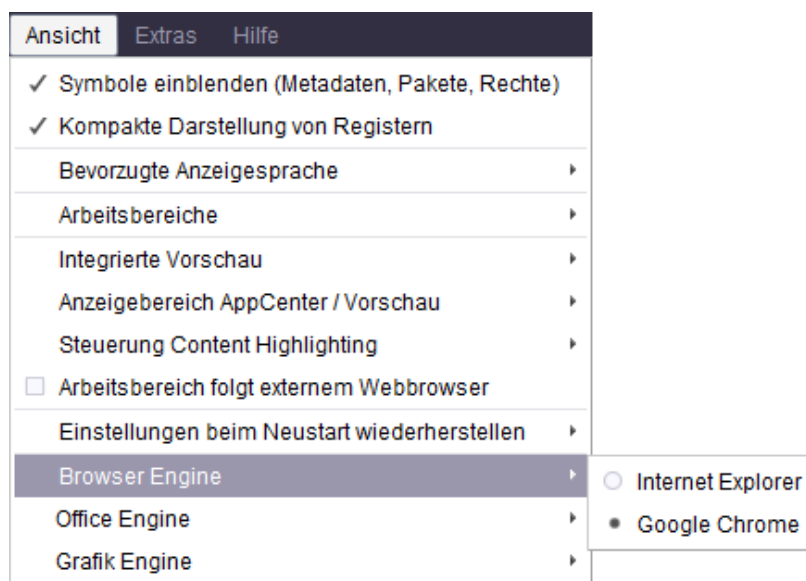 Ansicht Extras Hilfe
Symbole einblenden (Metadaten, Pakete, Rechte)
Kompakte Darstellung von Registern
Bevorzugte Anzeigesprache
Arbeitsbereiche
Integrierte Vorschau
Anzeigebereich AppCenter / Vorschau
Steuerung Content Highlighting
Arbeitsbereich folgt externem Webbrowser
Einstellungen beim Neustart wiederherstellen
Browser Engine
Internet Explorer
Google Chrome
Office Engine
Grafik Engine